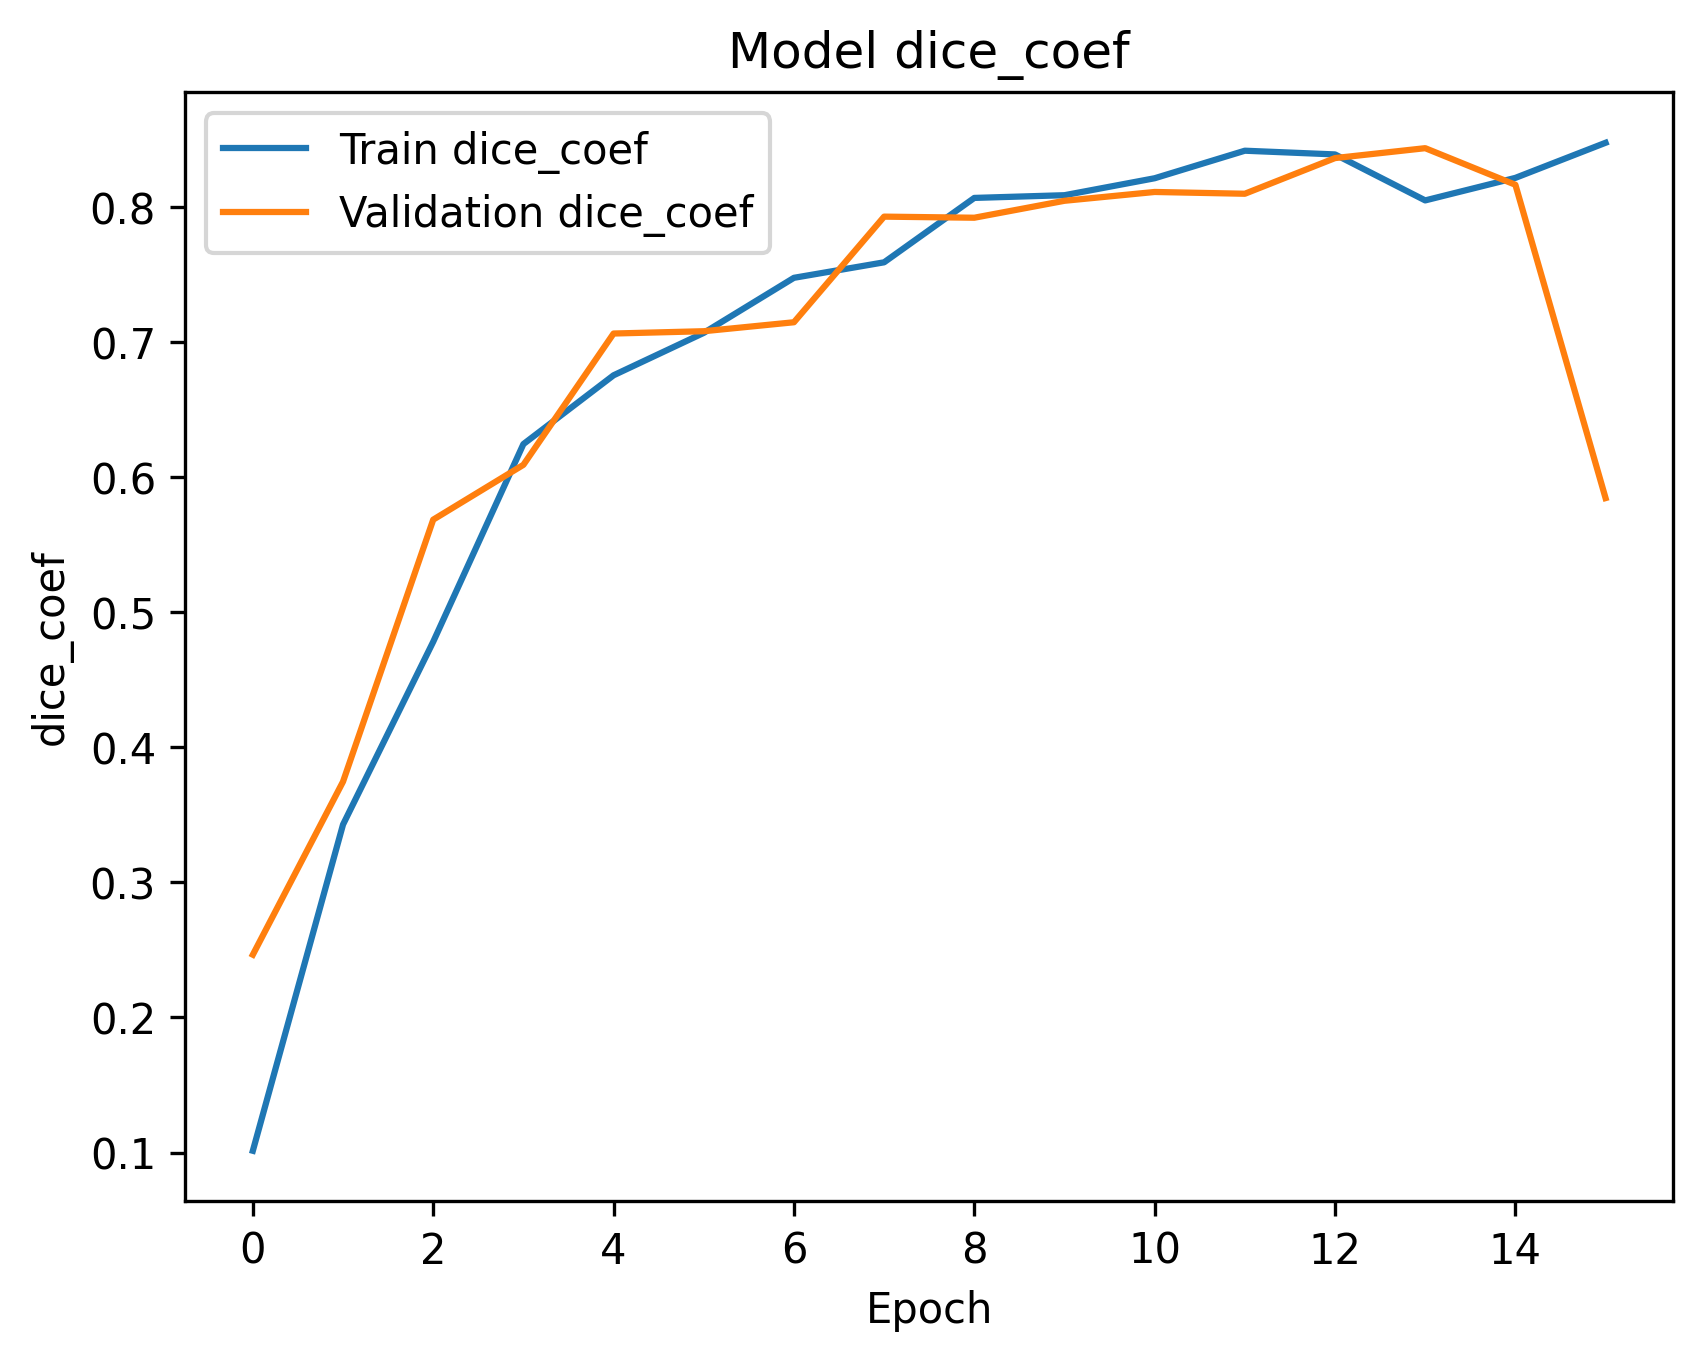 Model dice_coef
Train dice_coef
Validation dice_coef
dice_coef
0.8
0.7
0.6
0.5
0.4
0.3
0.2
0.1
0 2 4 6 8 10 12 14
Epoch